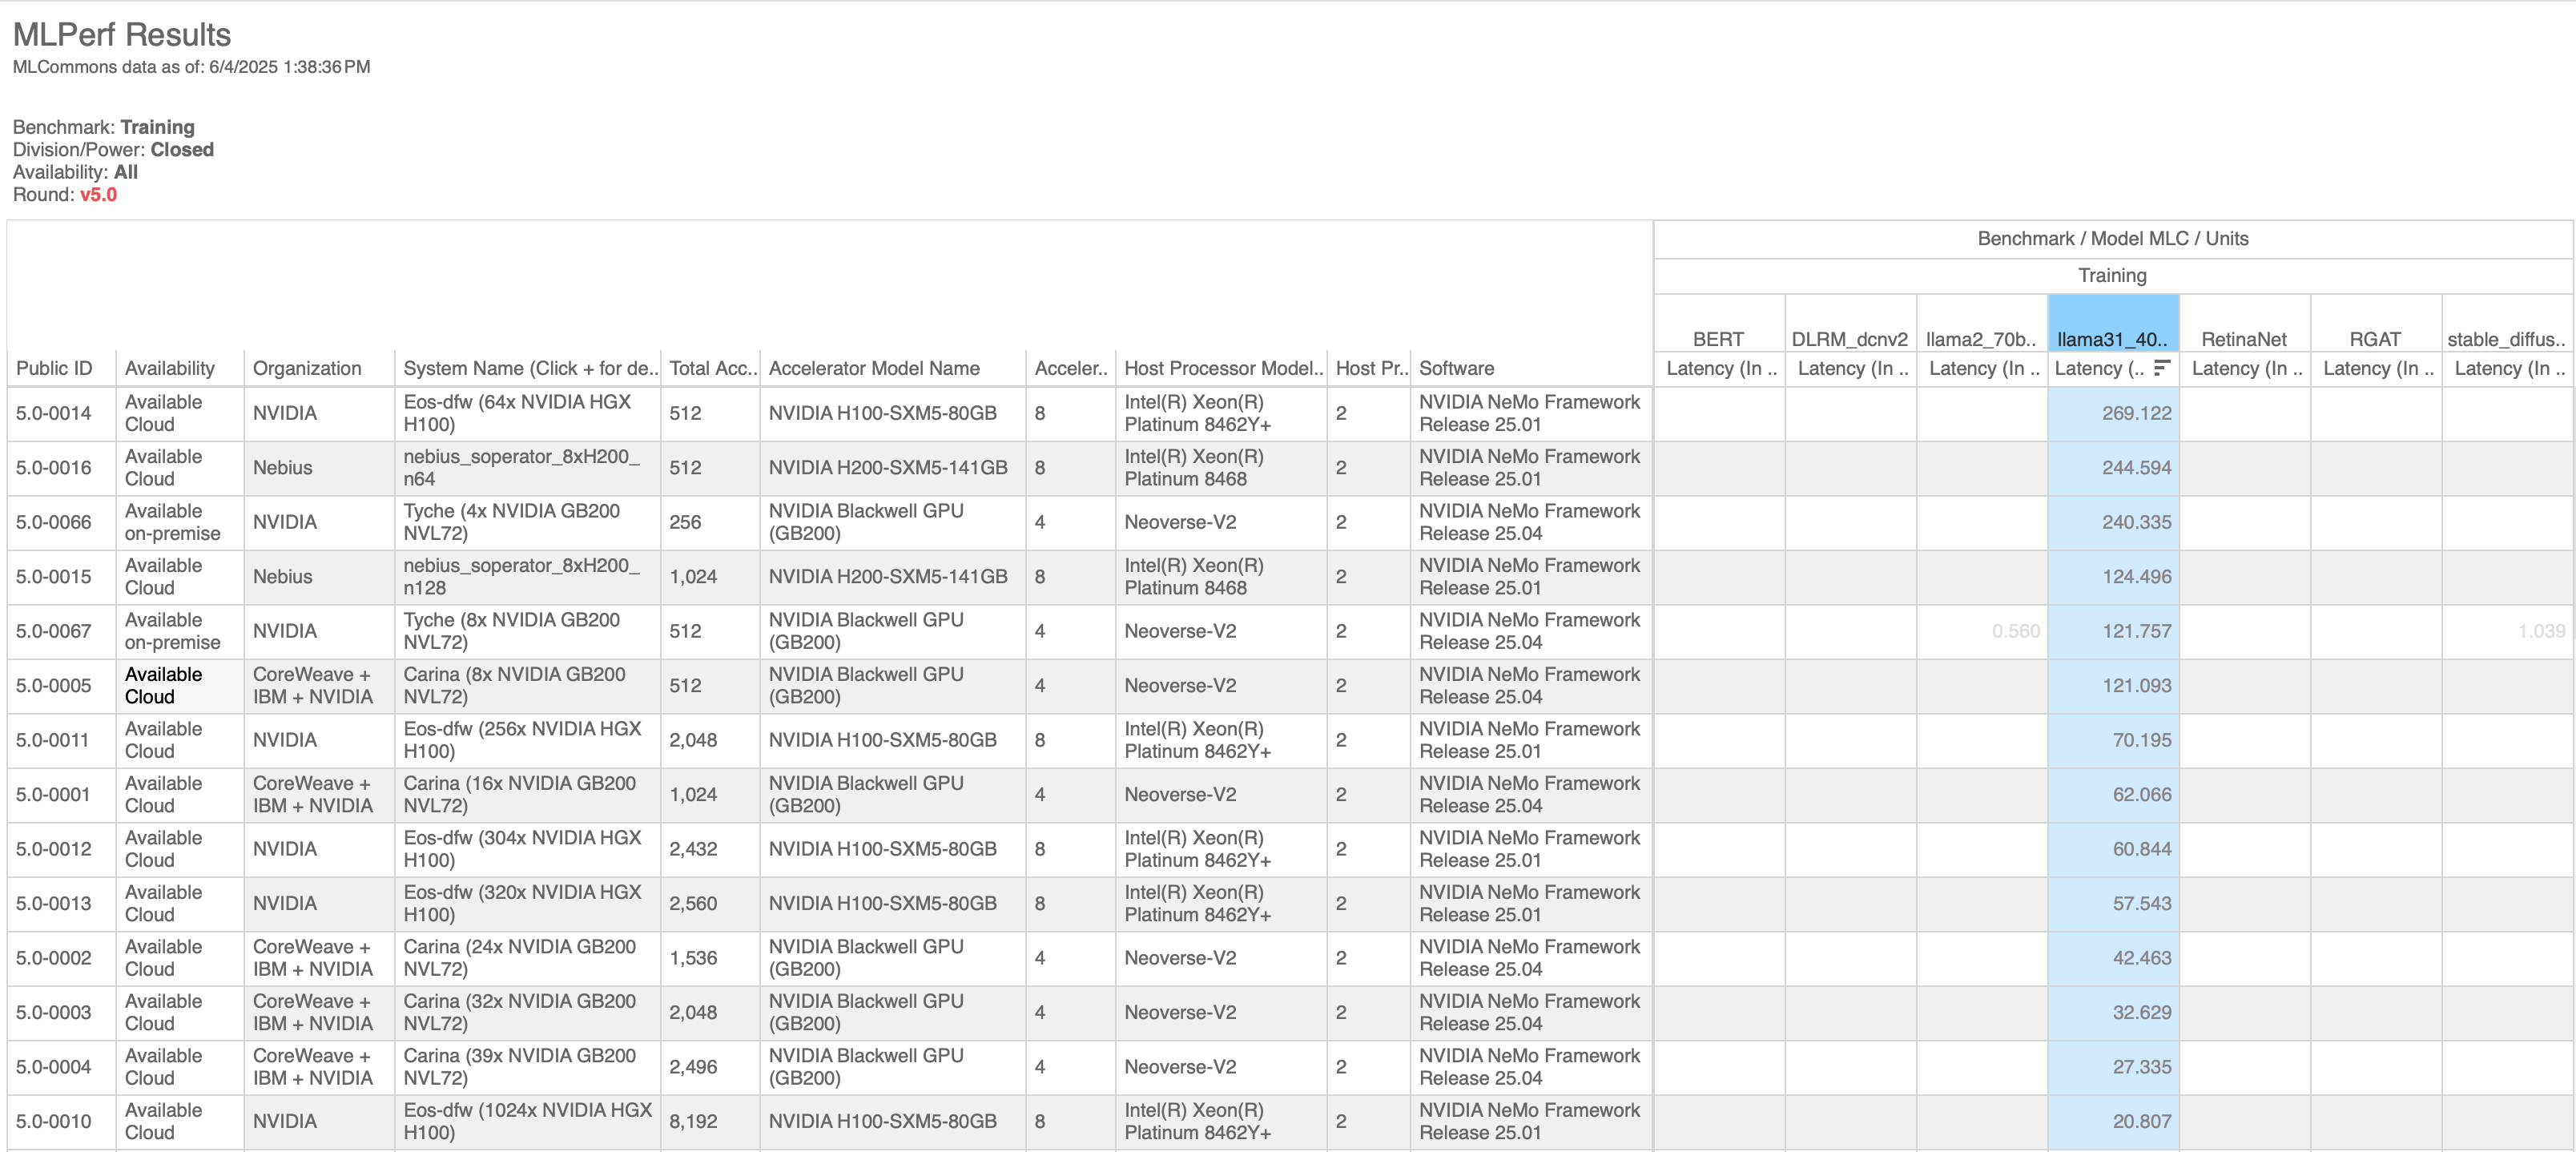 MLPerf Results
MLCommons data as of: 6/4/2025 1:38:36 PM
Benchmark: Training
Division/Power: Closed
Availability: All
Round: v5.0
Benchmark / Model MLC / Units
Training
BERT DLRM_dcnv2 llama2_70b.. llama31_40.. RetinaNet RGAT stable_diffus..
Public ID Availability Organization System Name (Click + for de.. Total Acc.. Accelerator Model Name Acceler.. Host Processor Model.. Host Pr.. Software Latency (In .. Latency (In .. Latency (In .. Latency (.. Latency (In .. Latency (In .. Latency (In ..
5.0-0014 Available Cloud NVIDIA Eos-dfw (64x NVIDIA HGX H100) 512 NVIDIA H100-SXM5-80GB 8 Intel(R) Xeon(R) Platinum 8462Y+ 2 NVIDIA NeMo Framework Release 25.01 269.122
5.0-0016 Available Cloud Nebius nebius_soperator_8xH200_n64 512 NVIDIA H200-SXM5-141GB 8 Intel(R) Xeon(R) Platinum 8468 2 NVIDIA NeMo Framework Release 25.01 244.594
5.0-0066 Available on-premise NVIDIA Tyche (4x NVIDIA GB200 NVL72) 256 NVIDIA Blackwell GPU (GB200) 4 Neoverse-V2 2 NVIDIA NeMo Framework Release 25.04 240.335
5.0-0015 Available Cloud Nebius nebius_soperator_8xH200_n128 1,024 NVIDIA H200-SXM5-141GB 8 Intel(R) Xeon(R) Platinum 8468 2 NVIDIA NeMo Framework Release 25.01 124.496
5.0-0067 Available on-premise NVIDIA Tyche (8x NVIDIA GB200 NVL72) 512 NVIDIA Blackwell GPU (GB200) 4 Neoverse-V2 2 NVIDIA NeMo Framework Release 25.04 0.560 121.757 1.039
5.0-0005 Available Cloud CoreWeave + IBM + NVIDIA Carina (8x NVIDIA GB200 NVL72) 512 NVIDIA Blackwell GPU (GB200) 4 Neoverse-V2 2 NVIDIA NeMo Framework Release 25.04 121.093
5.0-0011 Available Cloud NVIDIA Eos-dfw (256x NVIDIA HGX H100) 2,048 NVIDIA H100-SXM5-80GB 8 Intel(R) Xeon(R) Platinum 8462Y+ 2 NVIDIA NeMo Framework Release 25.01 70.195
5.0-0001 Available Cloud CoreWeave + IBM + NVIDIA Carina (16x NVIDIA GB200 NVL72) 1,024 NVIDIA Blackwell GPU (GB200) 4 Neoverse-V2 2 NVIDIA NeMo Framework Release 25.04 62.066
5.0-0012 Available Cloud NVIDIA Eos-dfw (304x NVIDIA HGX H100) 2,432 NVIDIA H100-SXM5-80GB 8 Intel(R) Xeon(R) Platinum 8462Y+ 2 NVIDIA NeMo Framework Release 25.01 60.844
5.0-0013 Available Cloud NVIDIA Eos-dfw (320x NVIDIA HGX H100) 2,560 NVIDIA H100-SXM5-80GB 8 Intel(R) Xeon(R) Platinum 8462Y+ 2 NVIDIA NeMo Framework Release 25.01 57.543
5.0-0002 Available Cloud CoreWeave + IBM + NVIDIA Carina (24x NVIDIA GB200 NVL72) 1,536 NVIDIA Blackwell GPU (GB200) 4 Neoverse-V2 2 NVIDIA NeMo Framework Release 25.04 42.463
5.0-0003 Available Cloud CoreWeave + IBM + NVIDIA Carina (32x NVIDIA GB200 NVL72) 2,048 NVIDIA Blackwell GPU (GB200) 4 Neoverse-V2 2 NVIDIA NeMo Framework Release 25.04 32.629
5.0-0004 Available Cloud CoreWeave + IBM + NVIDIA Carina (39x NVIDIA GB200 NVL72) 2,496 NVIDIA Blackwell GPU (GB200) 4 Neoverse-V2 2 NVIDIA NeMo Framework Release 25.04 27.335
5.0-0010 Available Cloud NVIDIA Eos-dfw (1024x NVIDIA HGX H100) 8,192 NVIDIA H100-SXM5-80GB 8 Intel(R) Xeon(R) Platinum 8462Y+ 2 NVIDIA NeMo Framework Release 25.01 20.807